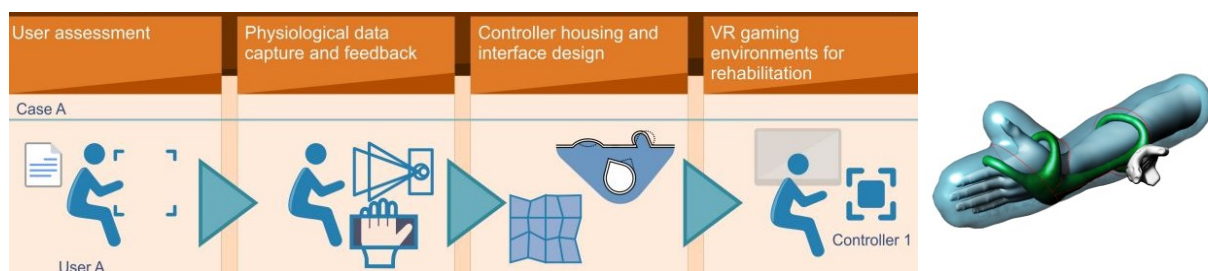 User assessment
Physiological data
capture and feedback
Controller housing and
interface design
VR gaming
environments for
rehabilitation
Case A
User A
Controller 1